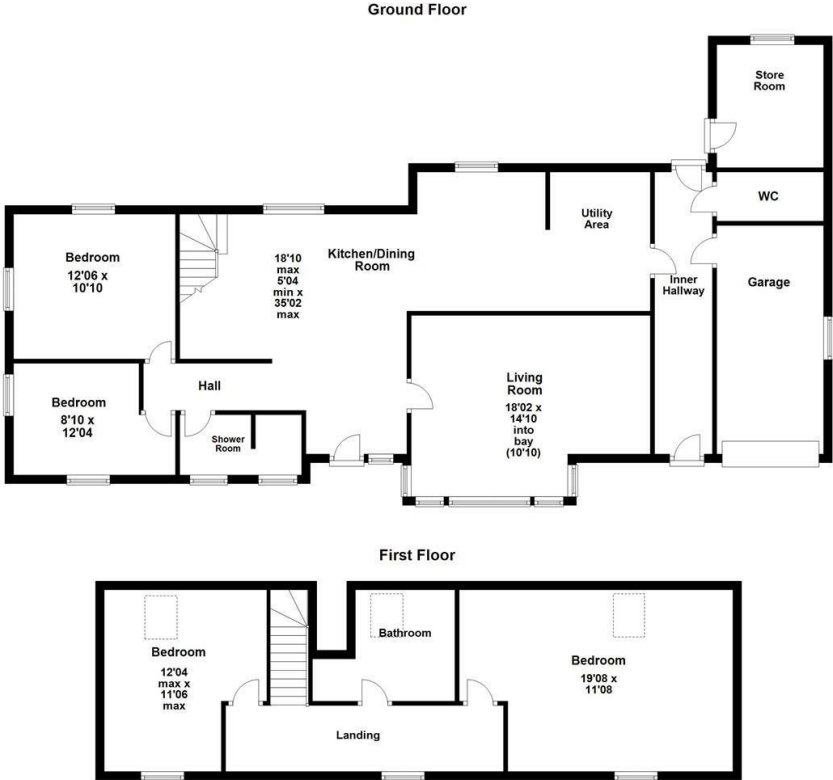 Ground Floor
Store
Room
WC
Utility
Area
Bedroom
12'06 x
10'10
18'10
max
5'04
min x
35'02
max
Kitchen/Dining
Room
Inner
Hallway
Garage
Hall
Bedroom
8'10 x
12'04
Living
Room
18'02 x
14'10
into
bay
(10'10)
Shower
Room
First Floor
Bedroom
12'04
max x
11'06
max
Bathroom
Bedroom
19'08 x
11'08
Landing